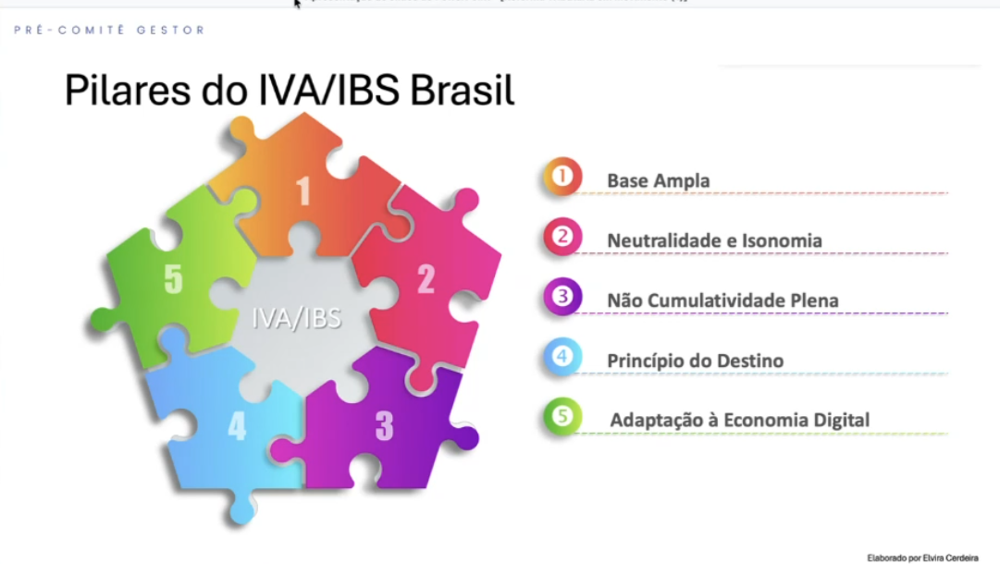 PRÉ-COMITÊ GESTOR
Pilares do IVA/IBS Brasil
1
2
3
4
5
IVA/IBS
1 Base Ampla
2 Neutralidade e Isonomia
3 Não Cumulatividade Plena
4 Princípio do Destino
5 Adaptação à Economia Digital
Elaborado por Elvira Cerdeira